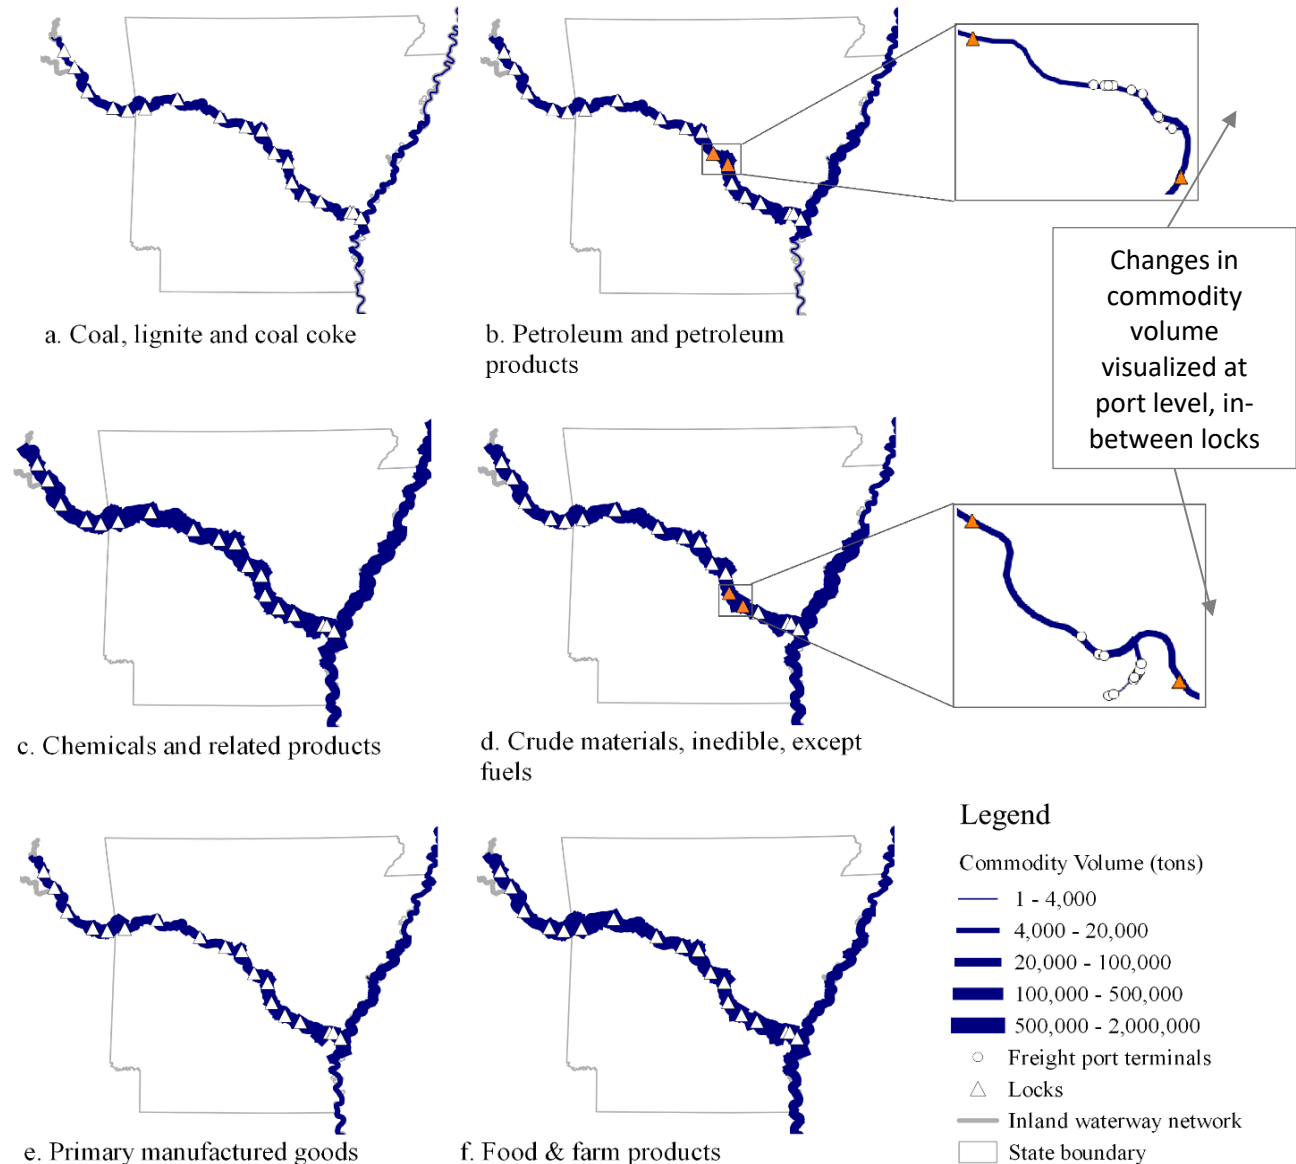 a. Coal, lignite and coal coke
b. Petroleum and petroleum
products
Changes in
commodity
volume
visualized at
port level, in-
between locks
c. Chemicals and related products
d. Crude materials, inedible, except
fuels
e. Primary manufactured goods
f. Food & farm products
Legend
Commodity Volume (tons)
1 - 4,000
4,000 - 20,000
20,000 - 100,000
100,000 - 500,000
500,000 - 2,000,000
Freight port terminals
Locks
Inland waterway network
State boundary